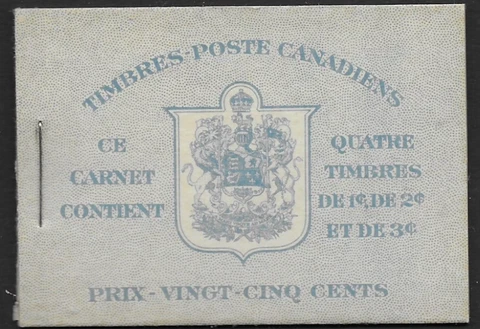 TIMBRES-POSTE CANADIENS
CE
CARNET
CONTIENT
QUATRE
TIMBRES
DE 1¢, DE 2¢
ET DE 3¢
PRIX-VINGT-CINQ CENTS